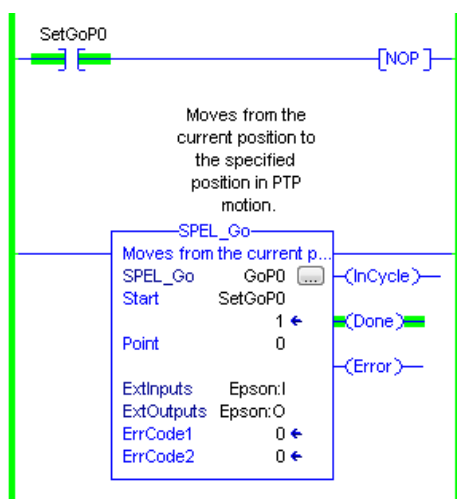 SetGoP0
NOP
Moves from the
current position to
the specified
position in PTP
motion.
SPEL_Go
Moves from the current p...
SPEL_Go GoP0 ...
InCycle
Start SetGoP0
1
Done
Point 0
Error
ExtInputs Epson:I
ExtOutputs Epson:O
ErrCode1 0
ErrCode2 0